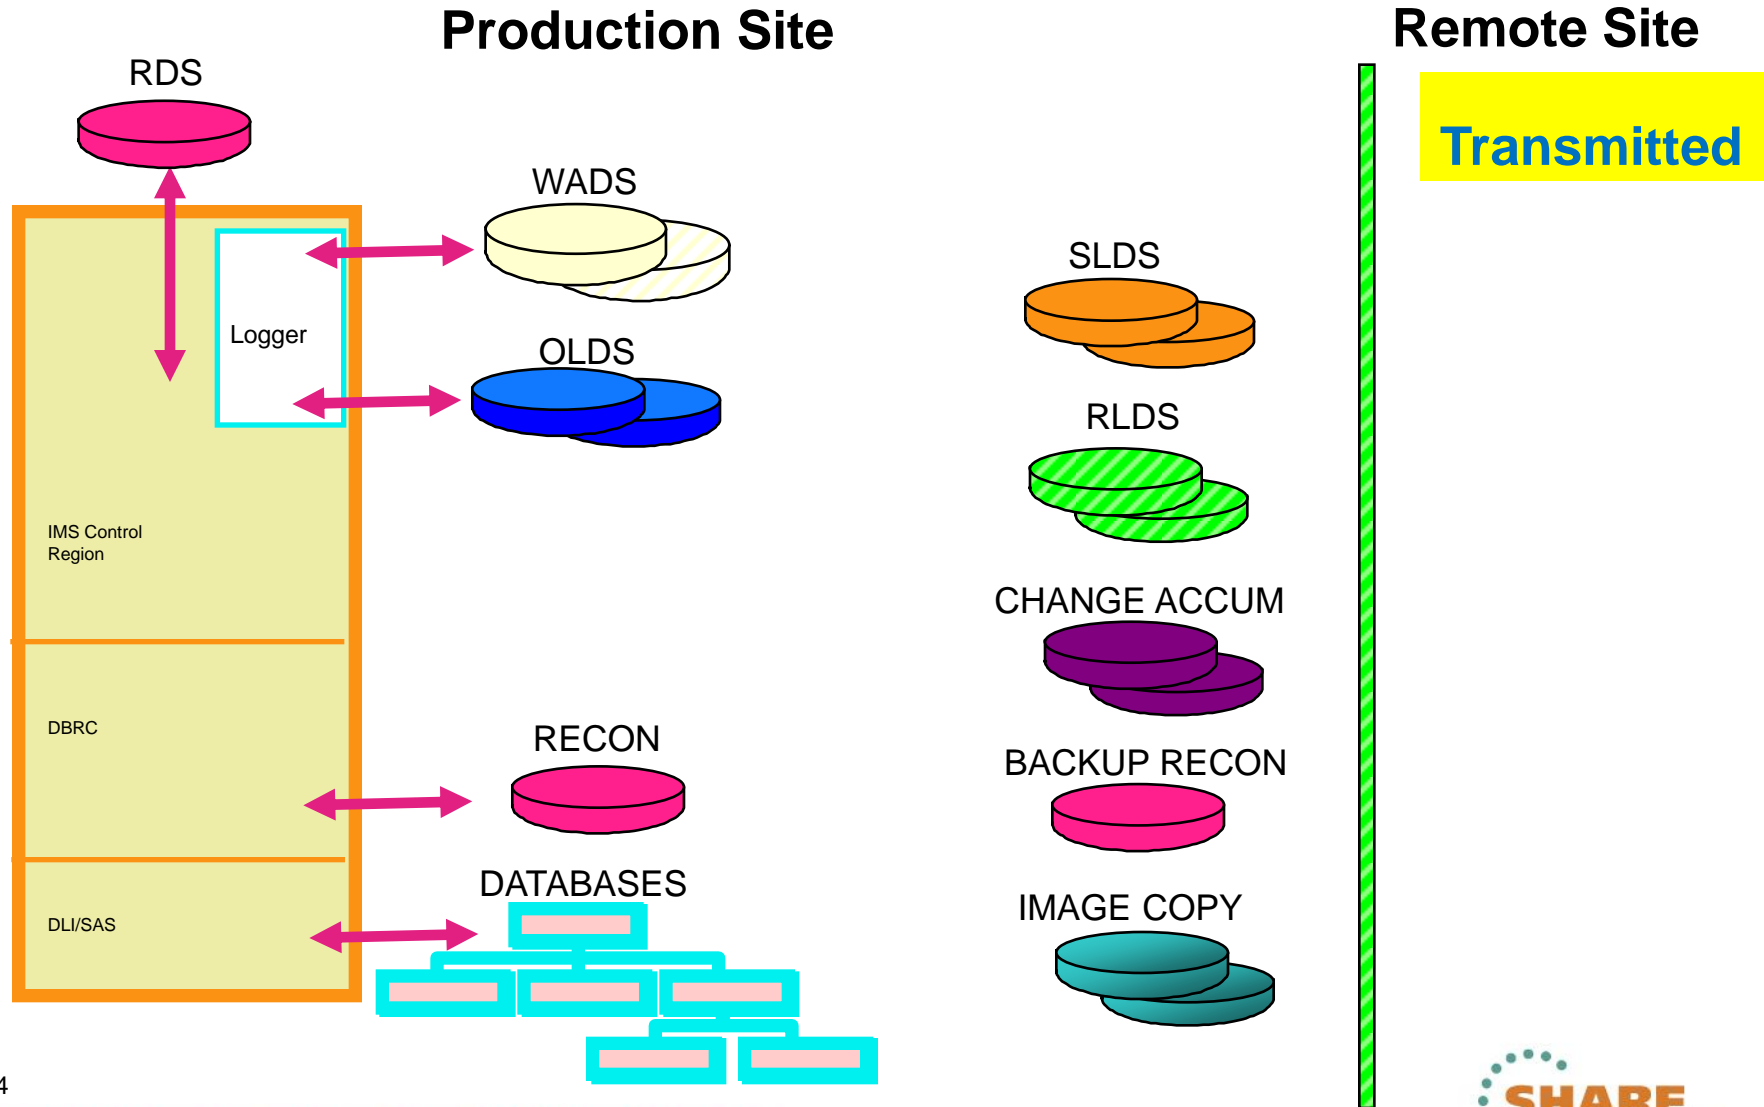 Production Site
Remote Site
RDS
Transmitted
WADS
SLDS
Logger
OLDS
RLDS
IMS Control
Region
CHANGE ACCUM
DBRC
RECON
BACKUP RECON
DATABASES
IMAGE COPY
DLI/SAS
4
SHARE